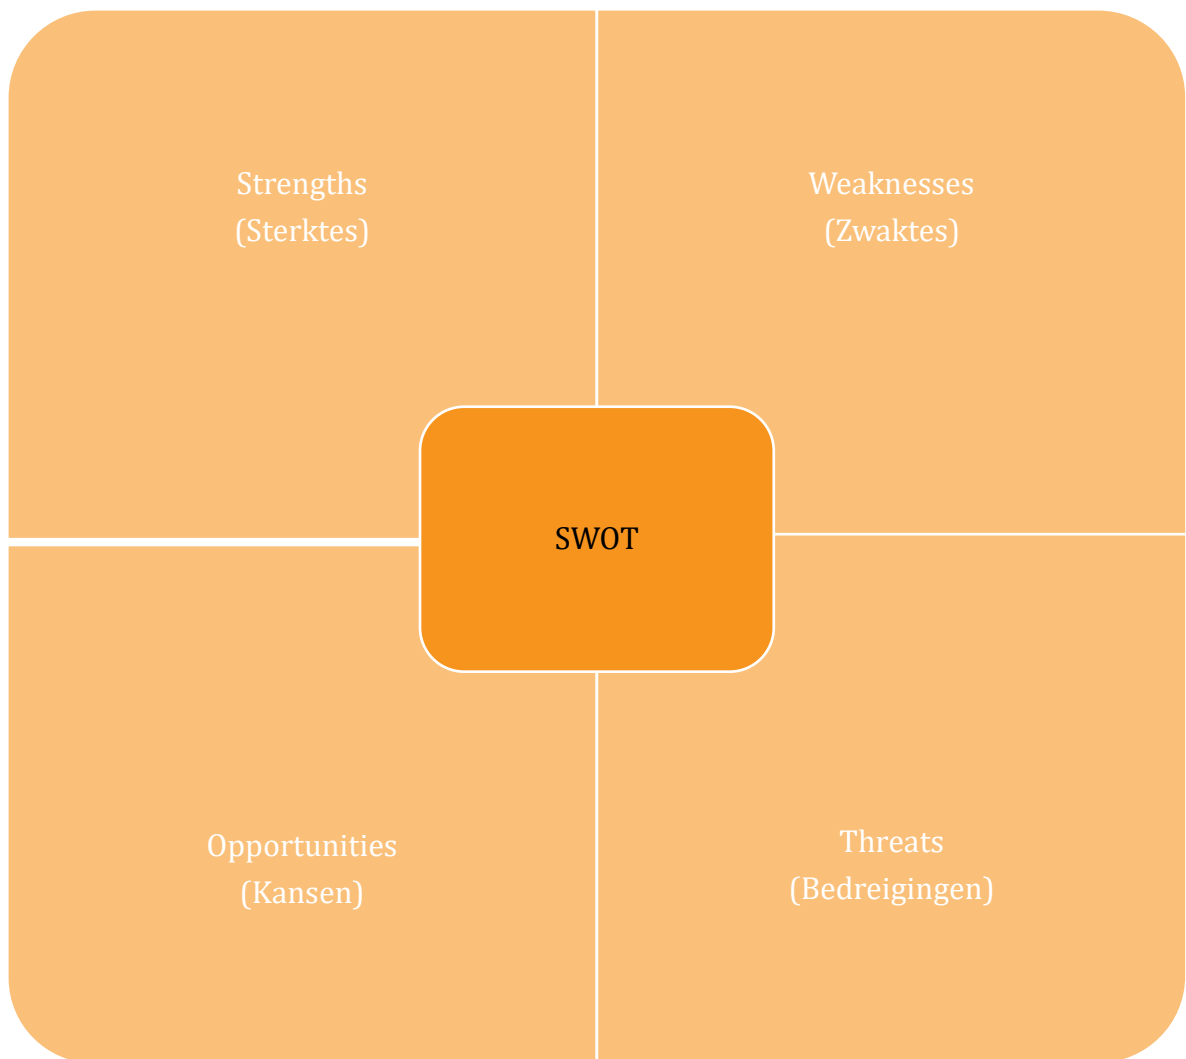 Strengths
(Sterktes)
Weaknesses
(Zwaktes)
SWOT
Opportunities
(Kansen)
Threats
(Bedreigingen)